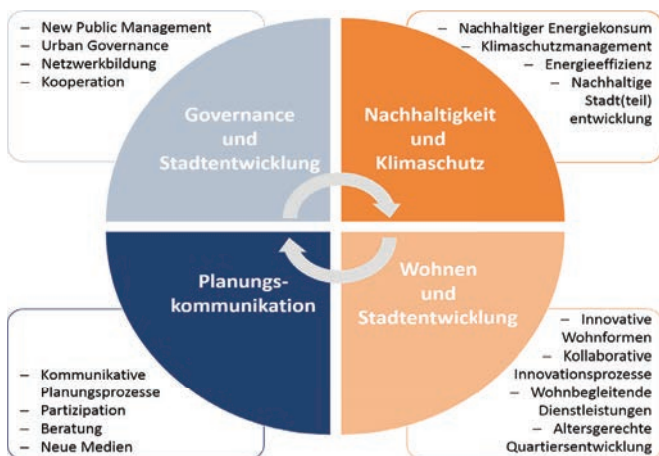 – New Public Management
– Urban Governance
– Netzwerkbildung
– Kooperation
– Nachhaltiger Energiekonsum
– Klimaschutzmanagement
– Energieeffizienz
– Nachhaltige
Stadt(teil)
entwicklung
Governance
und
Stadtentwicklung
Nachhaltigkeit
und
Klimaschutz
Planungs-
kommunikation
Wohnen
und
Stadtentwicklung
– Kommunikative
Planungsprozesse
– Partizipation
– Beratung
– Neue Medien
– Innovative
Wohnformen
– Kollaborative
Innovationsprozesse
– Wohnbegleitende
Dienstleistungen
– Altersgerechte
Quartiersentwicklung